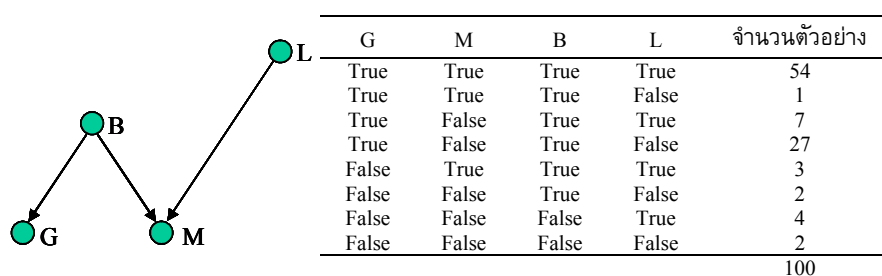 L
B
G M
G M B L จำนวนตัวอย่าง
True True True True 54
True True True False 1
True False True True 7
True False True False 27
False True True True 3
False False True False 2
False False False True 4
False False False False 2
100